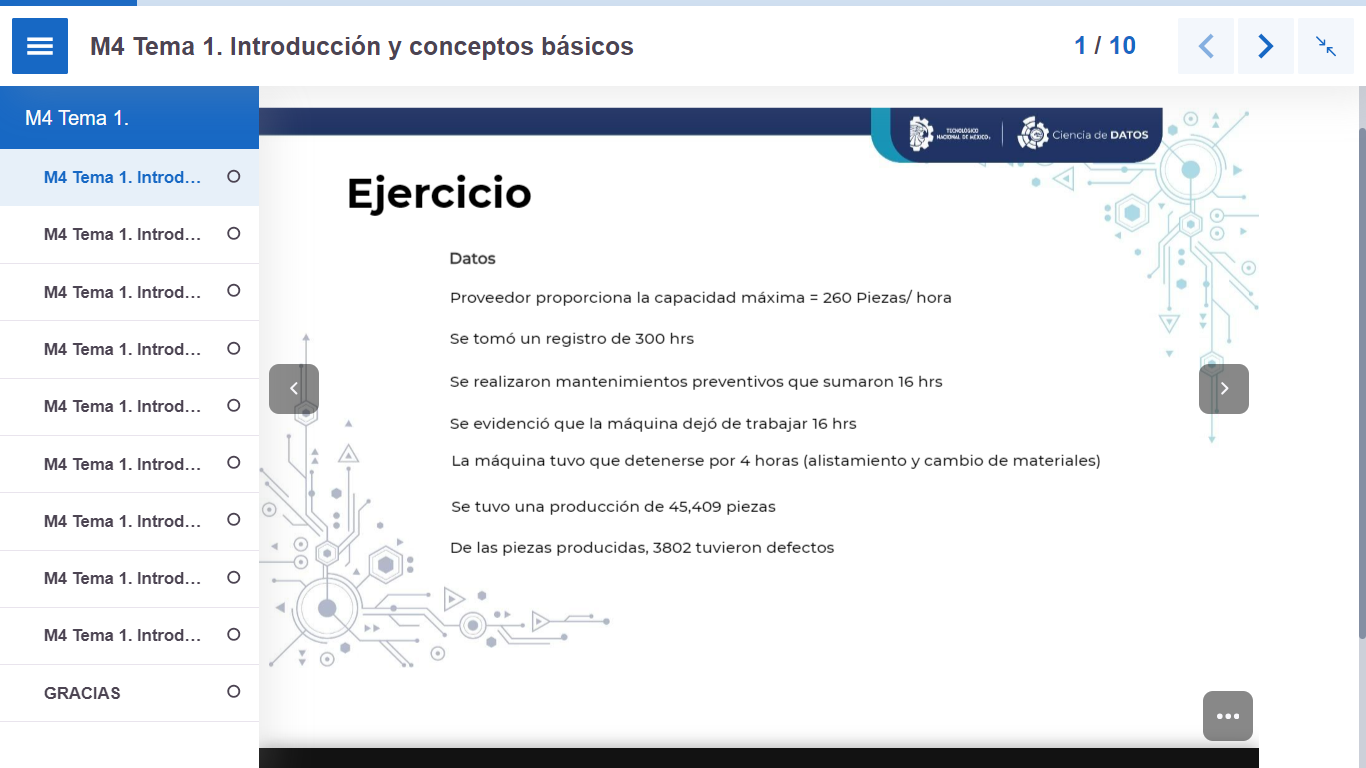 M4 Tema 1. Introducción y conceptos básicos
1 / 10
M4 Tema 1.
M4 Tema 1. Introd...
M4 Tema 1. Introd...
M4 Tema 1. Introd...
M4 Tema 1. Introd...
M4 Tema 1. Introd...
M4 Tema 1. Introd...
M4 Tema 1. Introd...
M4 Tema 1. Introd...
M4 Tema 1. Introd...
GRACIAS
TECNOLÓGICO
NACIONAL DE MÉXICO
Ciencia de DATOS
Ejercicio
Datos
Proveedor proporciona la capacidad máxima = 260 Piezas/ hora
Se tomó un registro de 300 hrs
Se realizaron mantenimientos preventivos que sumaron 16 hrs
Se evidenció que la máquina dejó de trabajar 16 hrs
La máquina tuvo que detenerse por 4 horas (alistamiento y cambio de materiales)
Se tuvo una producción de 45,409 piezas
De las piezas producidas, 3802 tuvieron defectos